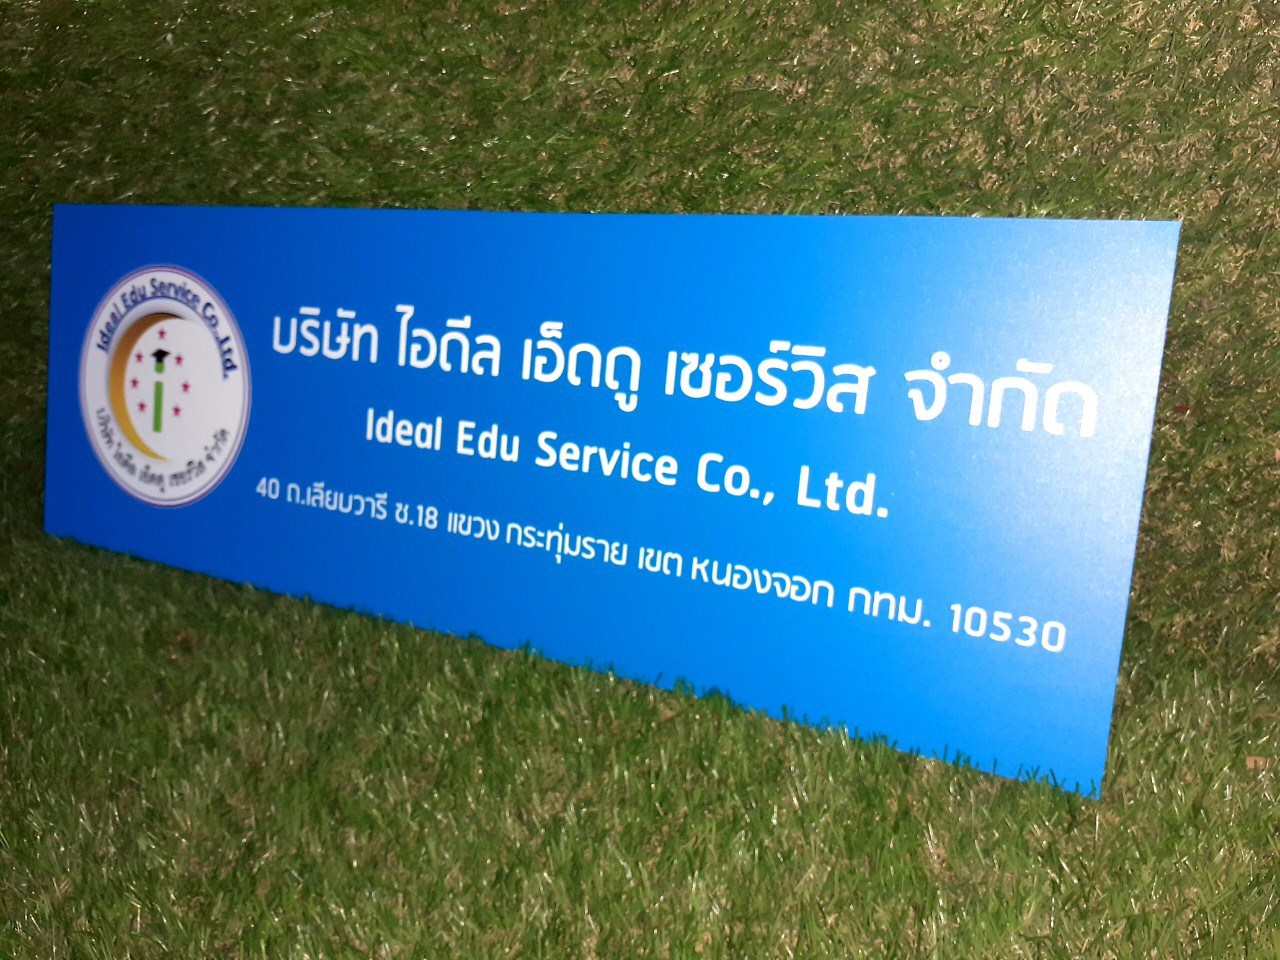 Ideal Edu Service Co.,Ltd.
บริษัท ไอดีล เอ็ดดู เซอร์วิส จำกัด
บริษัท ไอดีล เอ็ดดู เซอร์วิส จำกัด
Ideal Edu Service Co., Ltd.
40 ถ.เลียบวารี ซ.18 แขวง กระทุ่มราย เขต หนองจอก กทม. 10530